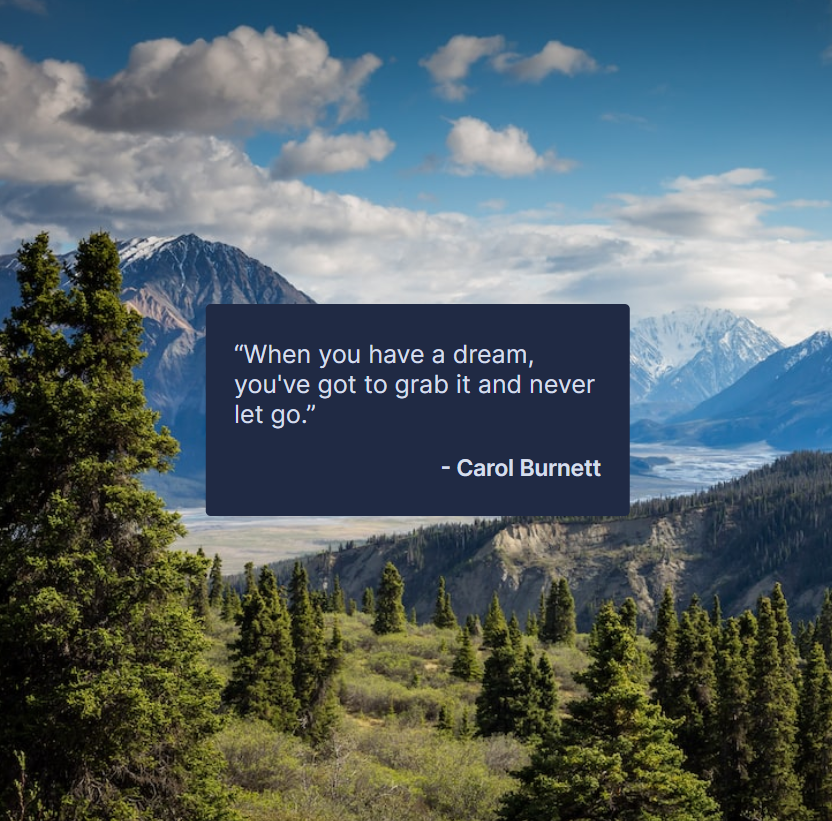 “When you have a dream,
you've got to grab it and never
let go.”
- Carol Burnett